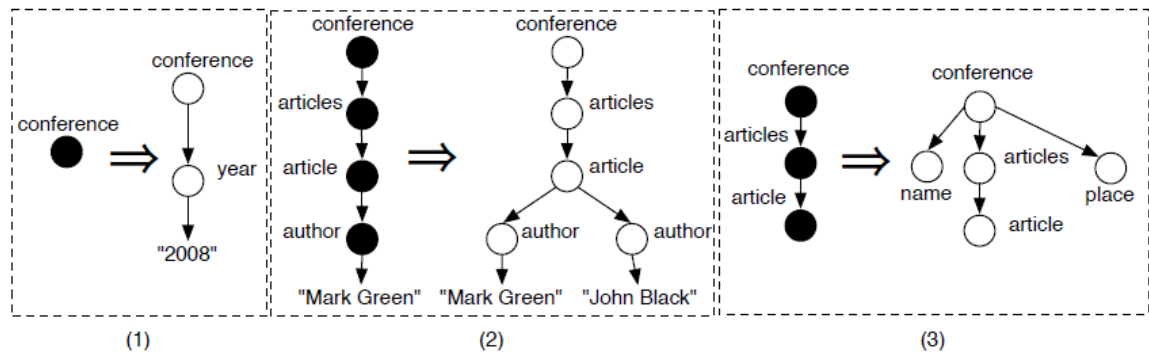 conference
conference
year
"2008"
(1)
conference
articles
article
author
"Mark Green"
conference
articles
article
author
author
"Mark Green"
"John Black"
(2)
conference
articles
article
conference
articles
name
place
article
(3)